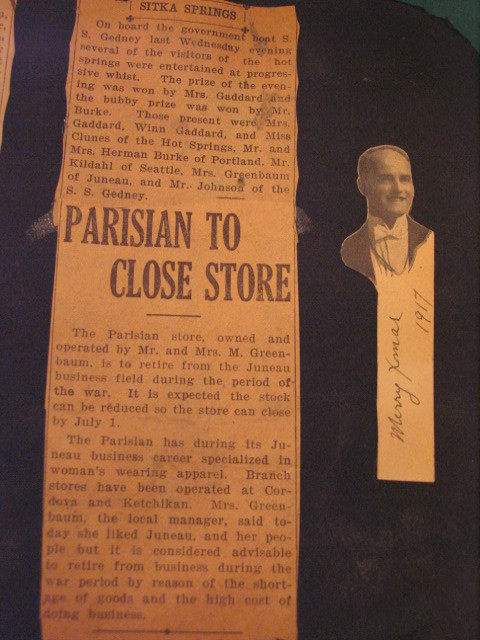 SITKA SPRINGS
On board the government boat S.
S. Gedney last Wednesday evening
several of the visitors of the hot
springs were entertained at progres-
sive whist. The prize of the even-
ing was won by Mrs. Gaddard and
the bubby prize was won by Mr.
Burke. Those present were Mrs.
Gaddard, Winn Gaddard, and Miss
Clunes of the Hot Springs, Mr. and
Mrs. Herman Burke of Portland, Mr.
Kildahl of Seattle, Mrs. Greenbaum
of Juneau, and Mr. Johnson of the
S. S. Gedney.
PARISIAN TO
CLOSE STORE
The Parisian store, owned and
operated by Mr. and Mrs. M. Green-
baum, is to retire from the Juneau
business field during the period of
the war. It is expected the stock
can be reduced so the store can close
by July 1.
The Parisian has during its Ju-
neau business career specialized in
woman's wearing apparel. Branch
stores have been operated at Cor-
dova and Ketchikan. Mrs. Green-
baum, the local manager, said to-
day she liked Juneau, and her peo-
ple but it is considered advisable
to retire from business during the
war period by reason of the short-
age of goods and the high cost of
doing business.
Merry Xmas
1917